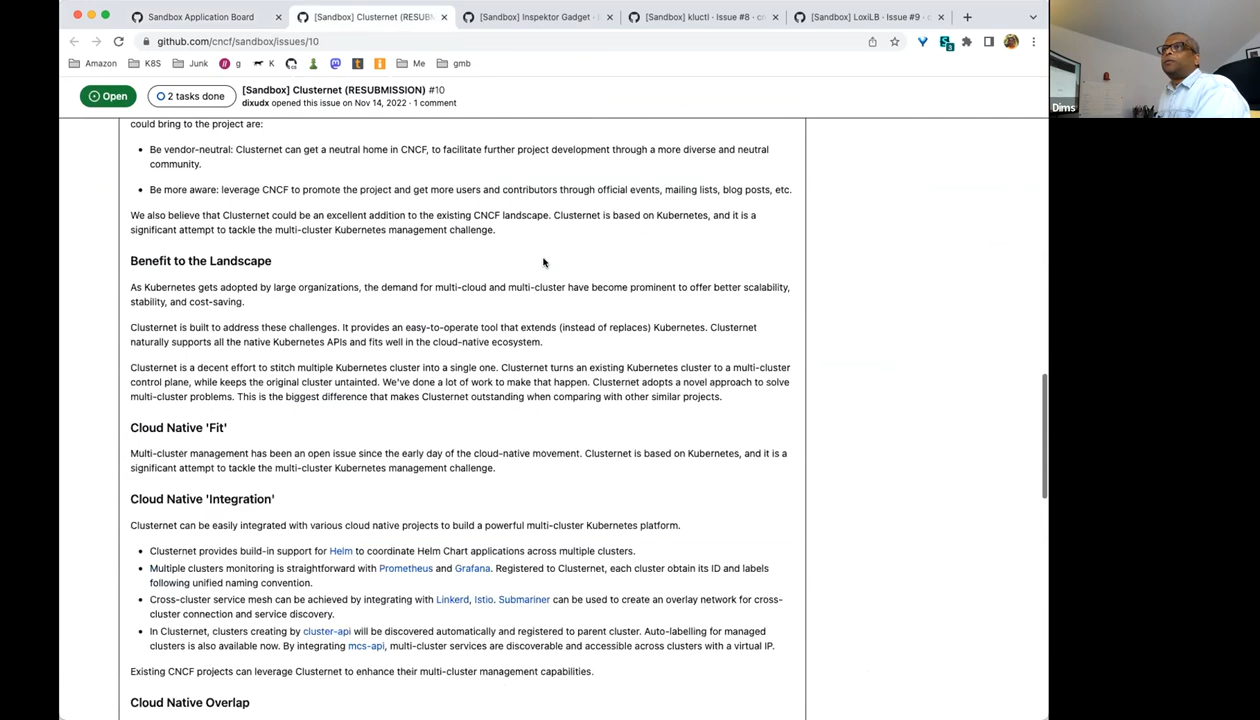 Sandbox Application Board
[Sandbox] Clusternet (RESUBM
[Sandbox] Inspektor Gadget · I
[Sandbox] kluctl · Issue #8 · cn
[Sandbox] LoxiLB · Issue #9 · c
github.com/cncf/sandbox/issues/10
Amazon K8S Junk g K Me gmb
Open
2 tasks done
[Sandbox] Clusternet (RESUBMISSION) #10
dixudx opened this issue on Nov 14, 2022 · 1 comment
Dims
could bring to the project are:
• Be vendor-neutral: Clusternet can get a neutral home in CNCF, to facilitate further project development through a more diverse and neutral
community.
• Be more aware: leverage CNCF to promote the project and get more users and contributors through official events, mailing lists, blog posts, etc.
We also believe that Clusternet could be an excellent addition to the existing CNCF landscape. Clusternet is based on Kubernetes, and it is a
significant attempt to tackle the multi-cluster Kubernetes management challenge.
Benefit to the Landscape
As Kubernetes gets adopted by large organizations, the demand for multi-cloud and multi-cluster have become prominent to offer better scalability,
stability, and cost-saving.
Clusternet is built to address these challenges. It provides an easy-to-operate tool that extends (instead of replaces) Kubernetes. Clusternet
naturally supports all the native Kubernetes APIs and fits well in the cloud-native ecosystem.
Clusternet is a decent effort to stitch multiple Kubernetes cluster into a single one. Clusternet turns an existing Kubernetes cluster to a multi-cluster
control plane, while keeps the original cluster untainted. We've done a lot of work to make that happen. Clusternet adopts a novel approach to solve
multi-cluster problems. This is the biggest difference that makes Clusternet outstanding when comparing with other similar projects.
Cloud Native 'Fit'
Multi-cluster management has been an open issue since the early day of the cloud-native movement. Clusternet is based on Kubernetes, and it is a
significant attempt to tackle the multi-cluster Kubernetes management challenge.
Cloud Native 'Integration'
Clusternet can be easily integrated with various cloud native projects to build a powerful multi-cluster Kubernetes platform.
• Clusternet provides build-in support for Helm to coordinate Helm Chart applications across multiple clusters.
• Multiple clusters monitoring is straightforward with Prometheus and Grafana. Registered to Clusternet, each cluster obtain its ID and labels
following unified naming convention.
• Cross-cluster service mesh can be achieved by integrating with Linkerd, Istio. Submariner can be used to create an overlay network for cross-
cluster connection and service discovery.
• In Clusternet, clusters creating by cluster-api will be discovered automatically and registered to parent cluster. Auto-labelling for managed
clusters is also available now. By integrating mcs-api, multi-cluster services are discoverable and accessible across clusters with a virtual IP.
Existing CNCF projects can leverage Clusternet to enhance their multi-cluster management capabilities.
Cloud Native Overlap